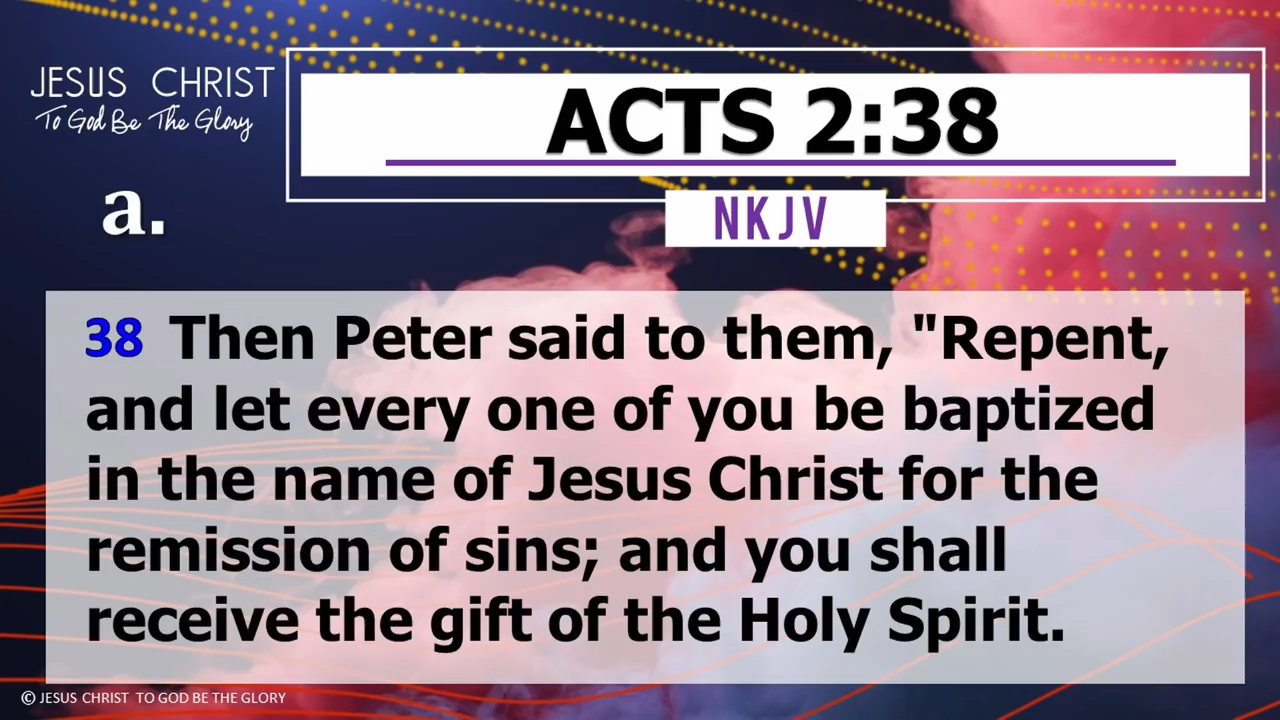 JESUS CHRIST
To God Be The Glory
ACTS 2:38
NKJV
a.
38 Then Peter said to them, "Repent,
and let every one of you be baptized
in the name of Jesus Christ for the
remission of sins; and you shall
receive the gift of the Holy Spirit.
© JESUS CHRIST TO GOD BE THE GLORY